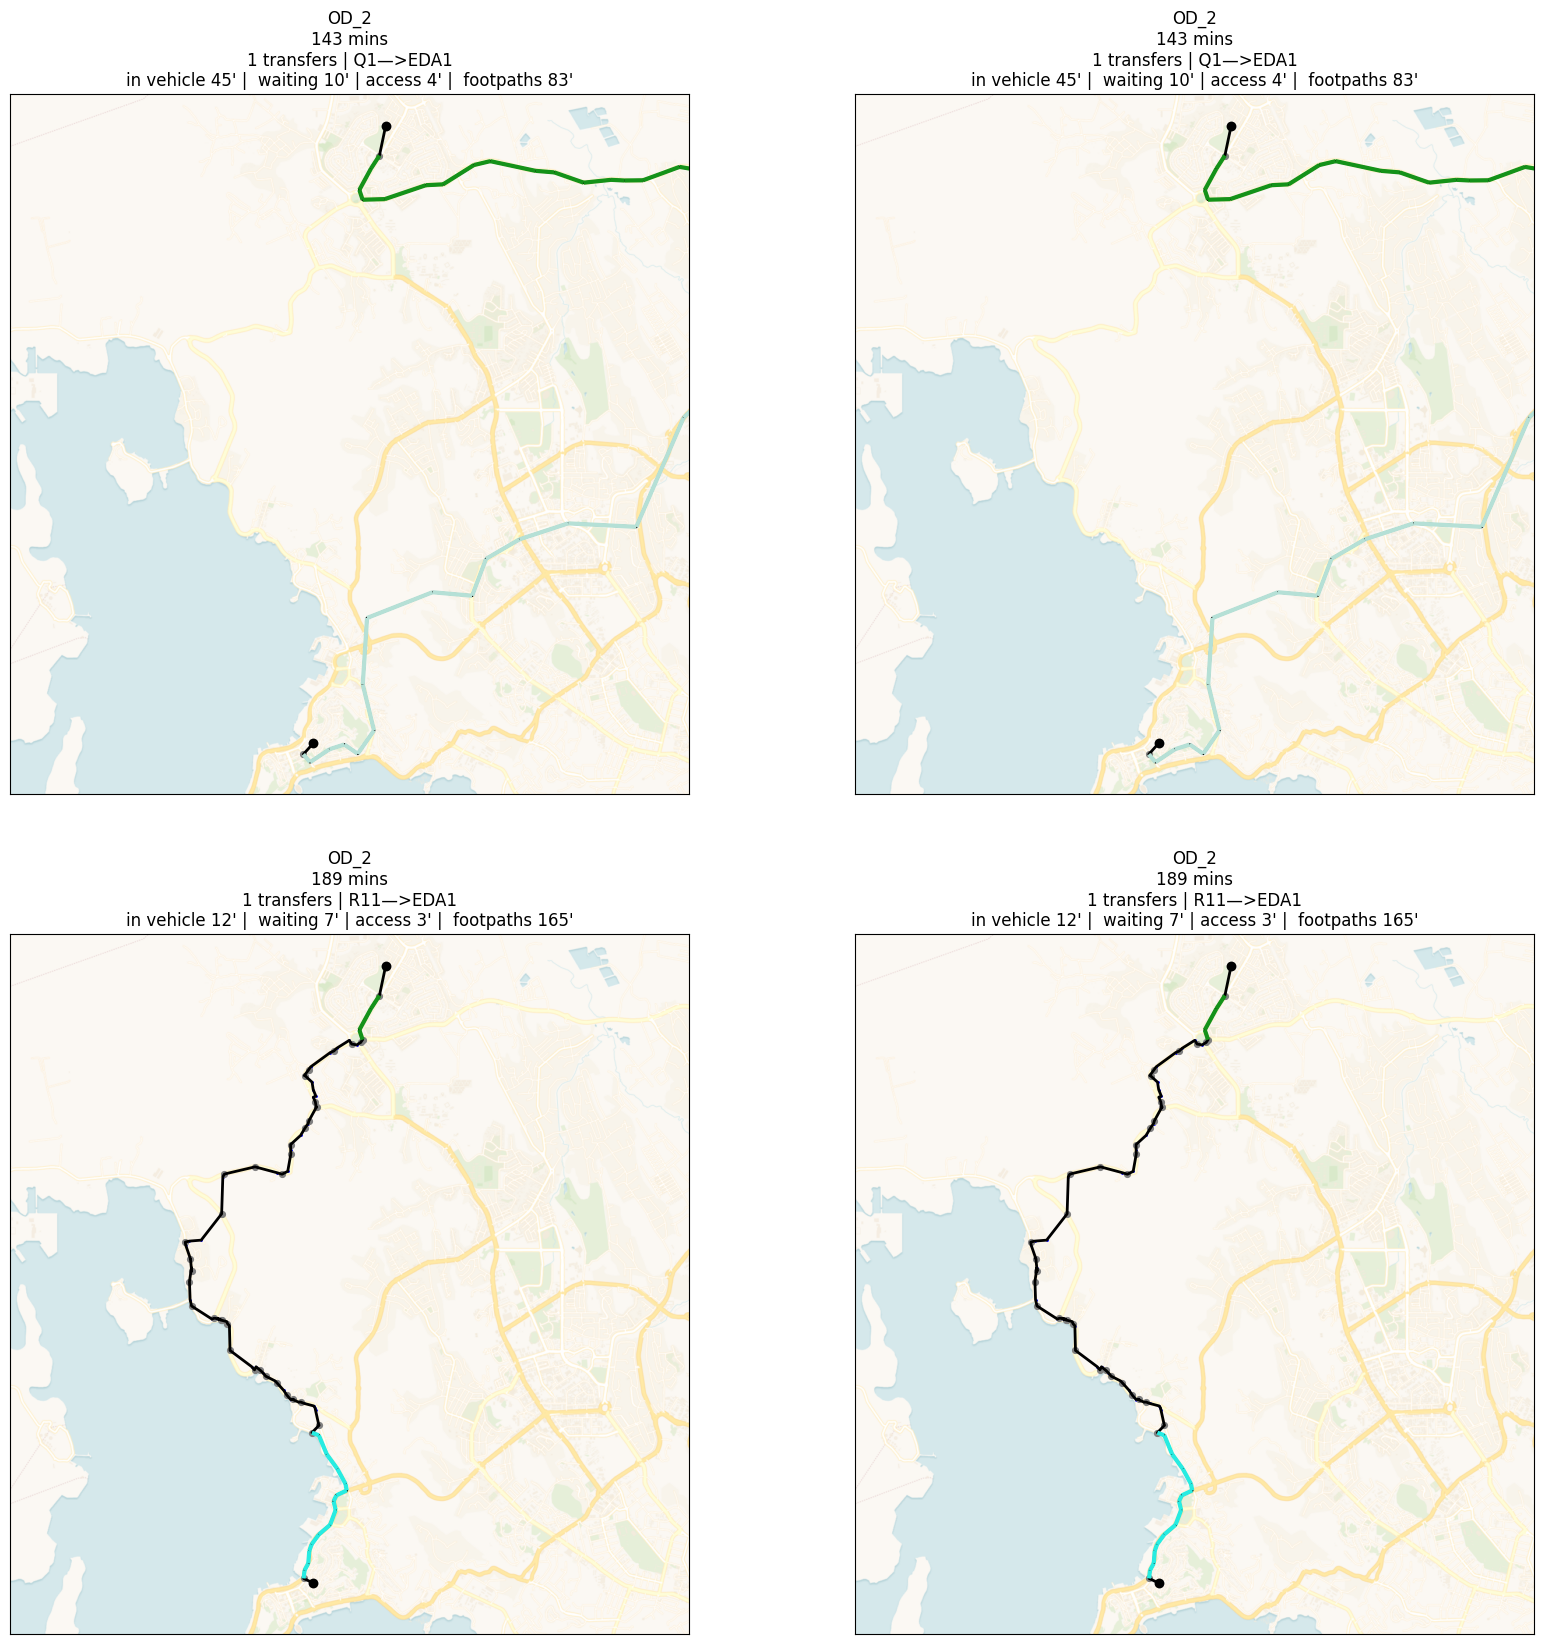 OD_2
143 mins
1 transfers | Q1—>EDA1
in vehicle 45' |  waiting 10' | access 4' |  footpaths 83'
OD_2
143 mins
1 transfers | Q1—>EDA1
in vehicle 45' |  waiting 10' | access 4' |  footpaths 83'
OD_2
189 mins
1 transfers | R11—>EDA1
in vehicle 12' |  waiting 7' | access 3' |  footpaths 165'
OD_2
189 mins
1 transfers | R11—>EDA1
in vehicle 12' |  waiting 7' | access 3' |  footpaths 165'